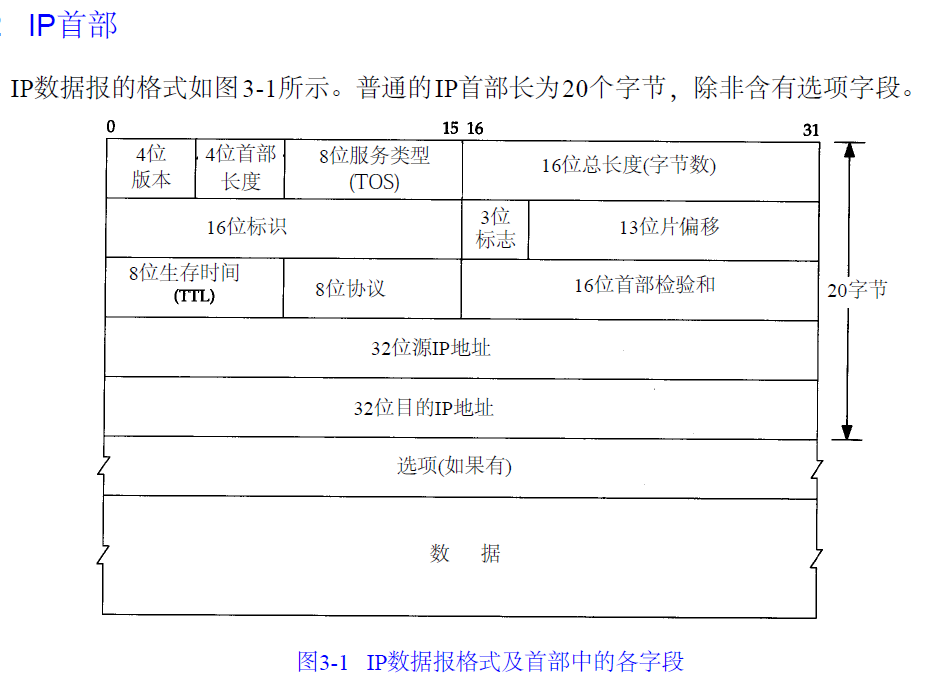 IP首部
IP数据报的格式如图3-1所示。普通的IP首部长为20个字节，除非含有选项字段。
0 15 16 31
4位
版本
4位首部
长度
8位服务类型
(TOS)
16位总长度(字节数)
16位标识
3位
标志
13位片偏移
8位生存时间
(TTL)
8位协议
16位首部检验和
20字节
32位源IP地址
32位目的IP地址
选项(如果有)
数 据
图3-1 IP数据报格式及首部中的各字段